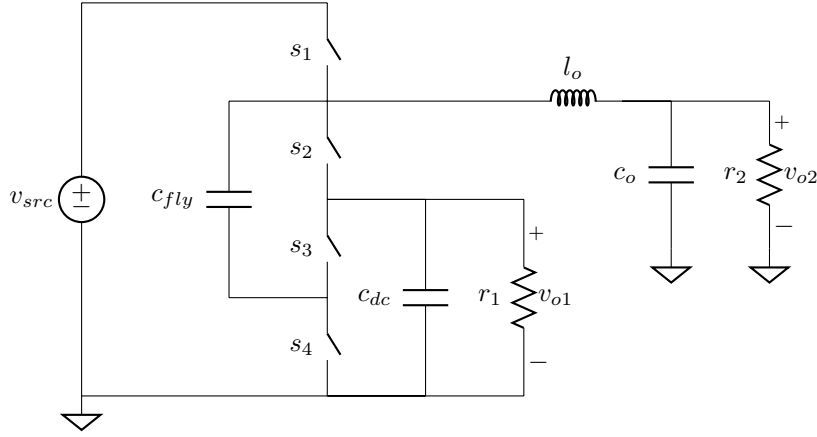 s1
lo
s2
+
vsrc
+
−
cfly
co
r2
vo2
+
s3
−
cdc
r1
vo1
s4
−